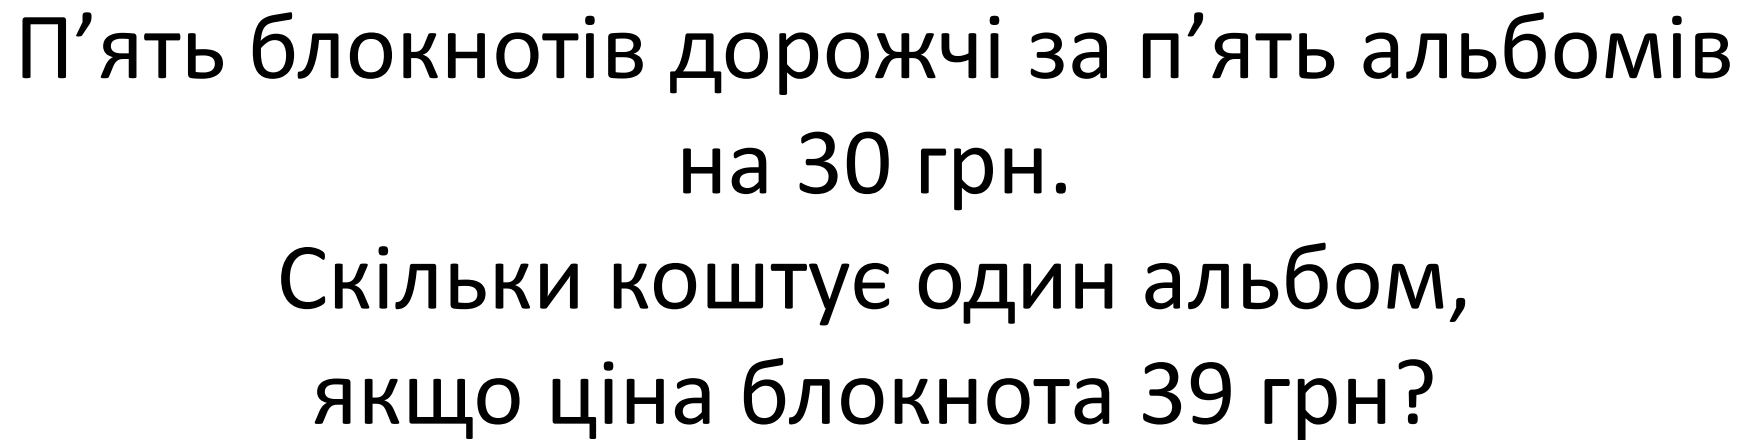 П’ять блокнотів дорожчі за п’ять альбомів
на 30 грн.
Скільки коштує один альбом,
якщо ціна блокнота 39 грн?